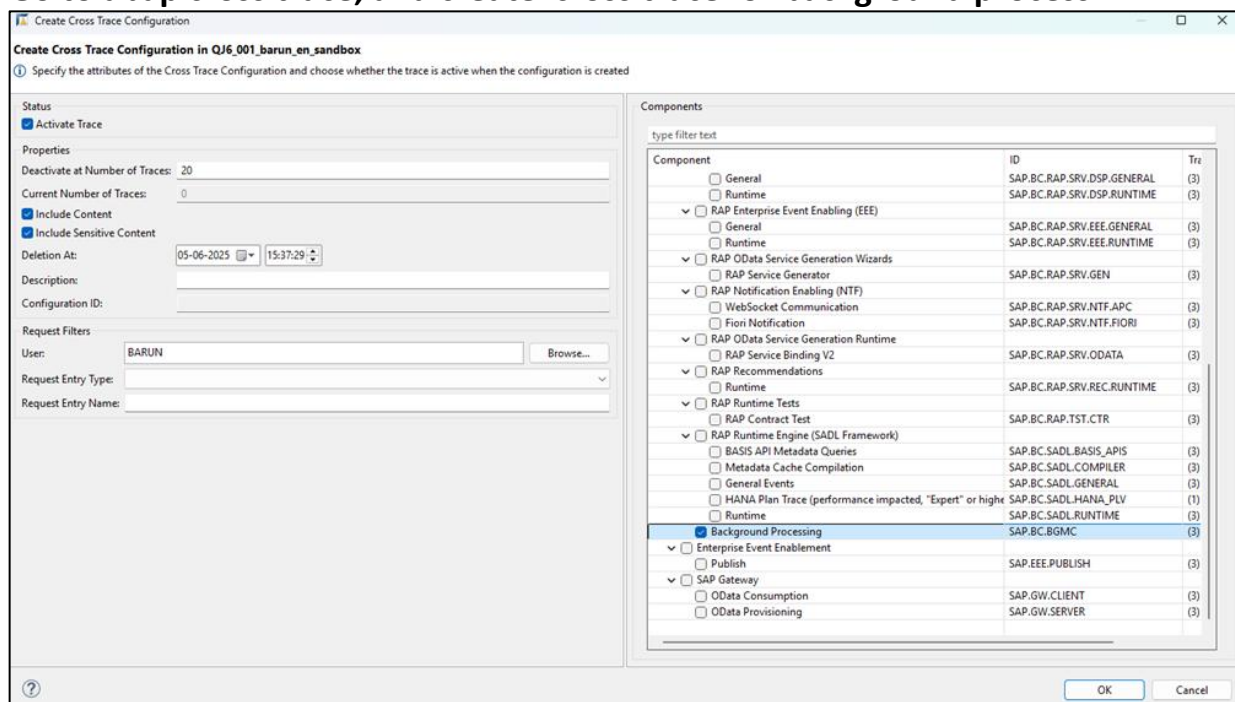 Create Cross Trace Configuration
Create Cross Trace Configuration in QJ6_001_barun_en_sandbox
Specify the attributes of the Cross Trace Configuration and choose whether the trace is active when the configuration is created
Status
Activate Trace
Properties
Deactivate at Number of Traces: 20
Current Number of Traces: 0
Include Content
Include Sensitive Content
Deletion At: 05-06-2025 15:37:29
Description:
Configuration ID:
Request Filters
User: BARUN Browse...
Request Entry Type:
Request Entry Name:
Components
type filter text
Component ID Tra
General SAP.BC.RAP.SRV.DSP.GENERAL (3)
Runtime SAP.BC.RAP.SRV.DSP.RUNTIME (3)
RAP Enterprise Event Enabling (EEE)
General SAP.BC.RAP.SRV.EEE.GENERAL (3)
Runtime SAP.BC.RAP.SRV.EEE.RUNTIME (3)
RAP OData Service Generation Wizards
RAP Service Generator SAP.BC.RAP.SRV.GEN (3)
RAP Notification Enabling (NTF)
WebSocket Communication SAP.BC.RAP.SRV.NTF.APC (3)
Fiori Notification SAP.BC.RAP.SRV.NTF.FIORI (3)
RAP OData Service Generation Runtime
RAP Service Binding V2 SAP.BC.RAP.SRV.ODATA (3)
RAP Recommendations
Runtime SAP.BC.RAP.SRV.REC.RUNTIME (3)
RAP Runtime Tests
RAP Contract Test SAP.BC.RAP.TST.CTR (3)
RAP Runtime Engine (SADL Framework)
BASIS API Metadata Queries SAP.BC.SADL.BASIS_APIS (3)
Metadata Cache Compilation SAP.BC.SADL.COMPILER (3)
General Events SAP.BC.SADL.GENERAL (3)
HANA Plan Trace (performance impacted, "Expert" or highe SAP.BC.SADL.HANA_PLV (1)
Runtime SAP.BC.SADL.RUNTIME (3)
Background Processing SAP.BC.BGMC (3)
Enterprise Event Enablement
Publish SAP.EEE.PUBLISH (3)
SAP Gateway
OData Consumption SAP.GW.CLIENT (3)
OData Provisioning SAP.GW.SERVER (3)
OK Cancel